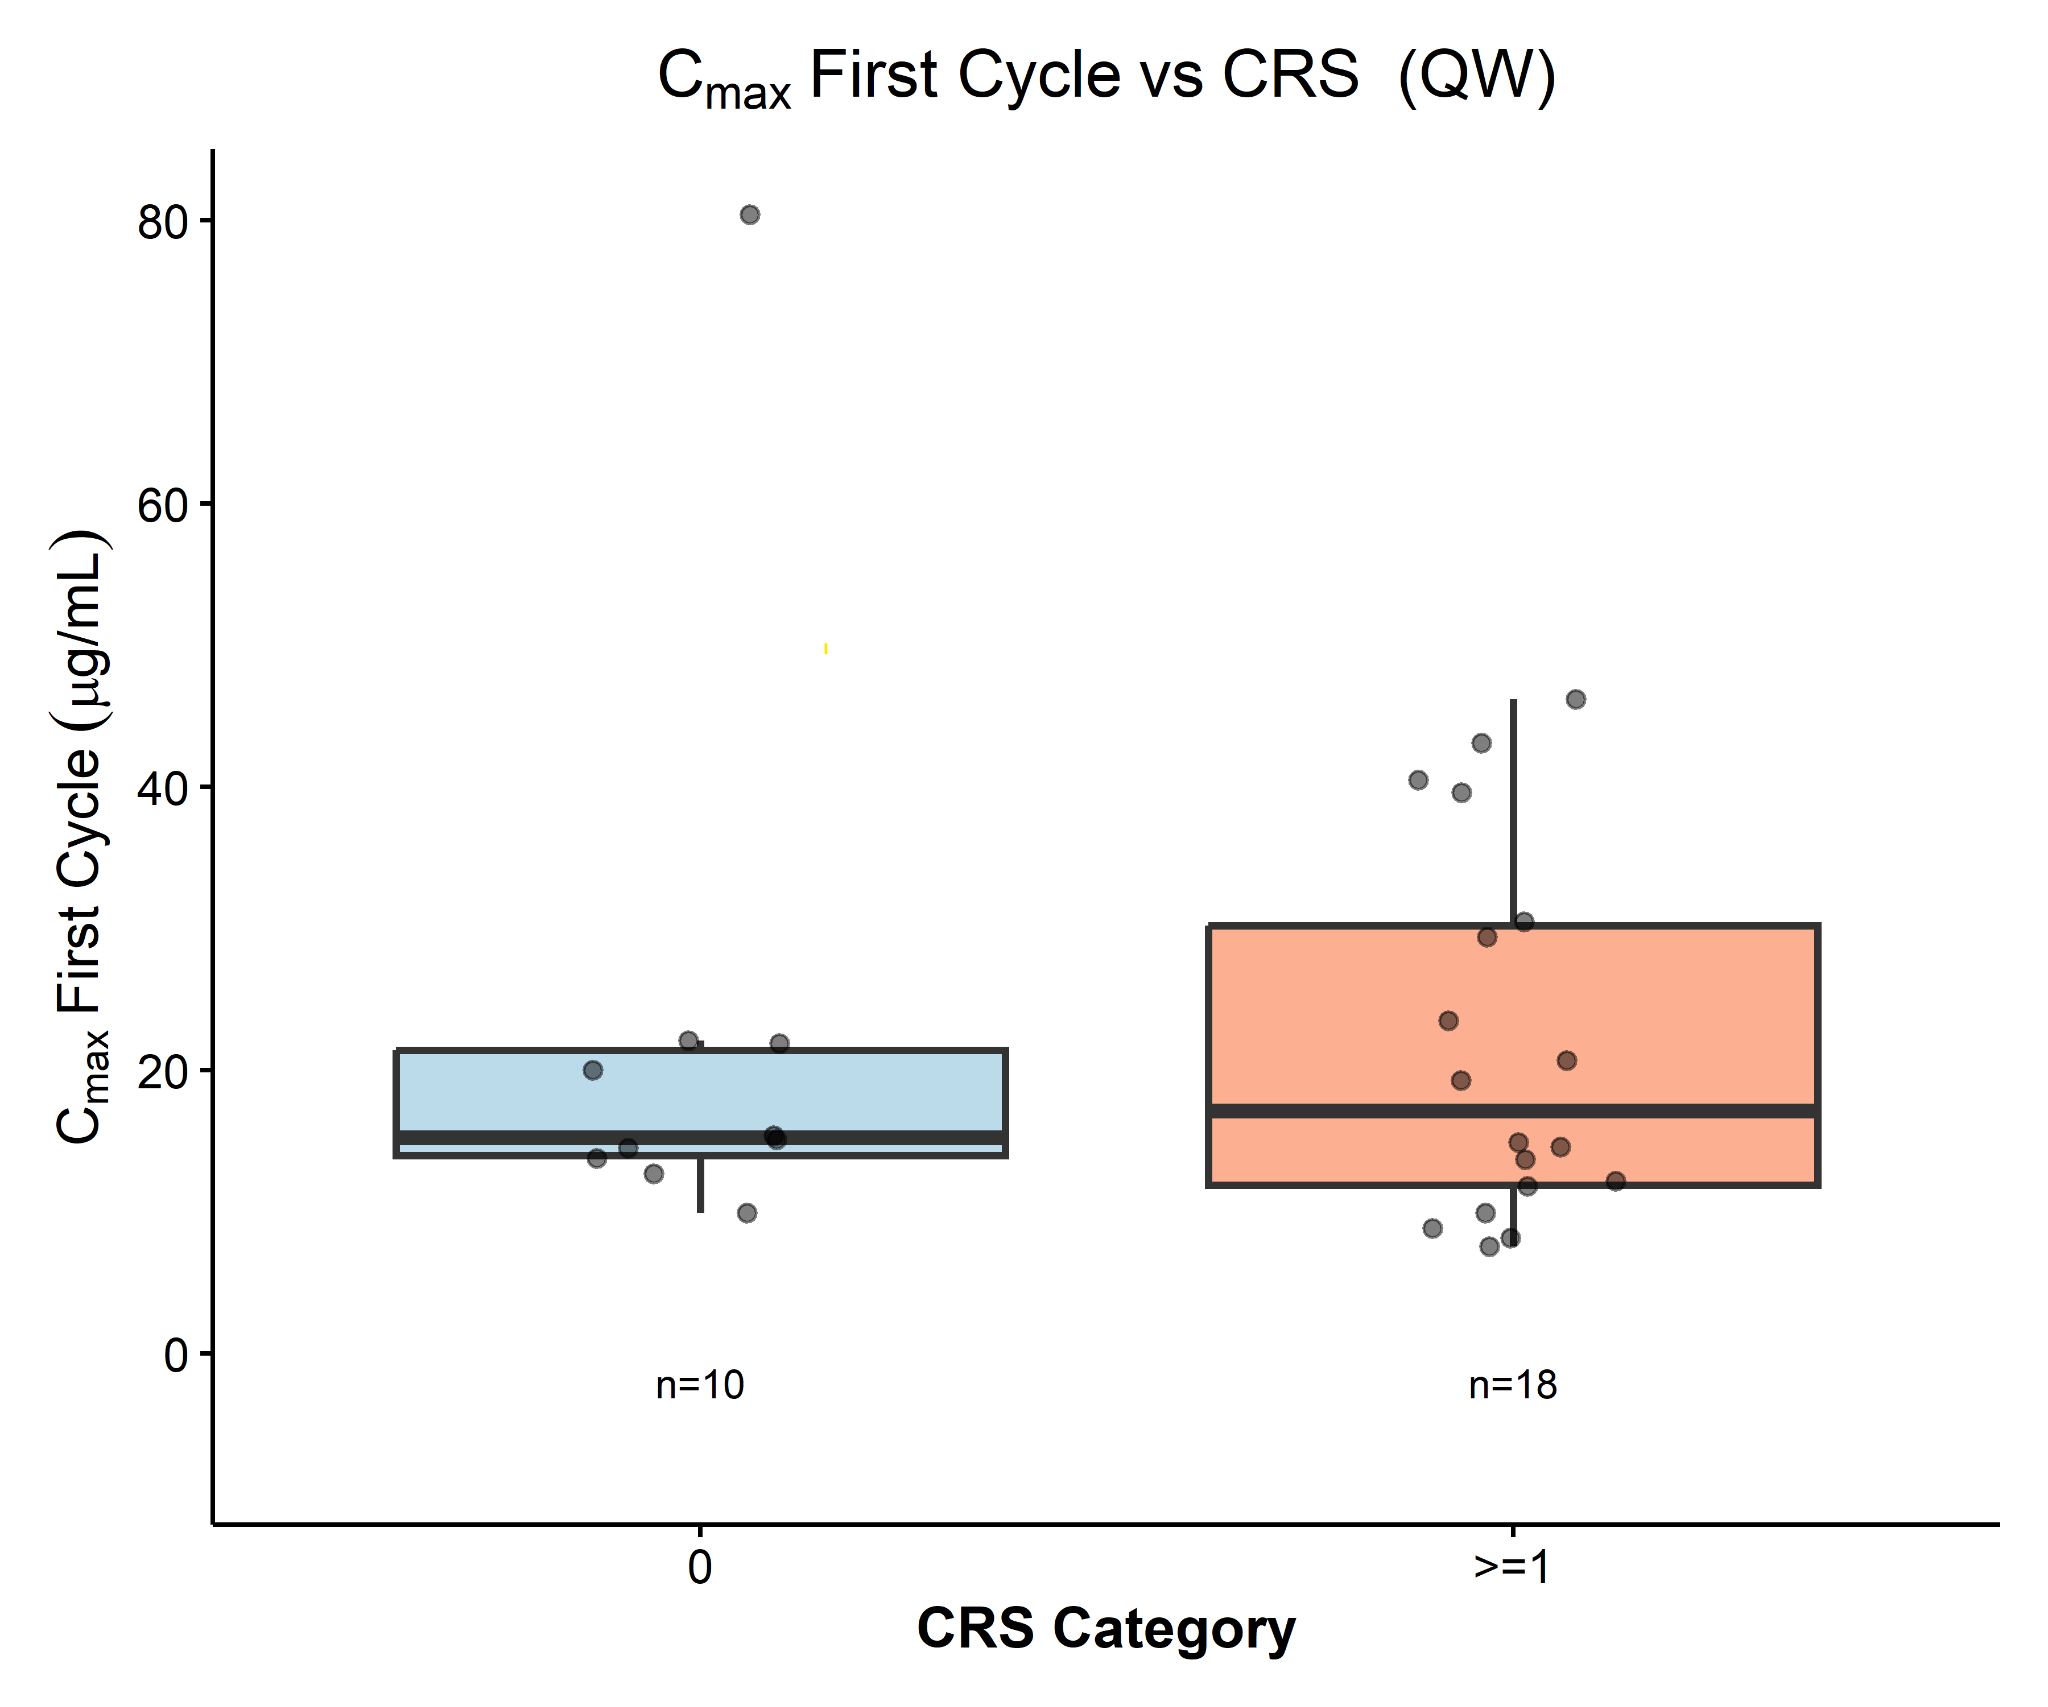 Cmax First Cycle vs CRS (QW)
Cmax First Cycle (μg/mL)
80
60
40
20
0
n=10
n=18
0
>=1
CRS Category